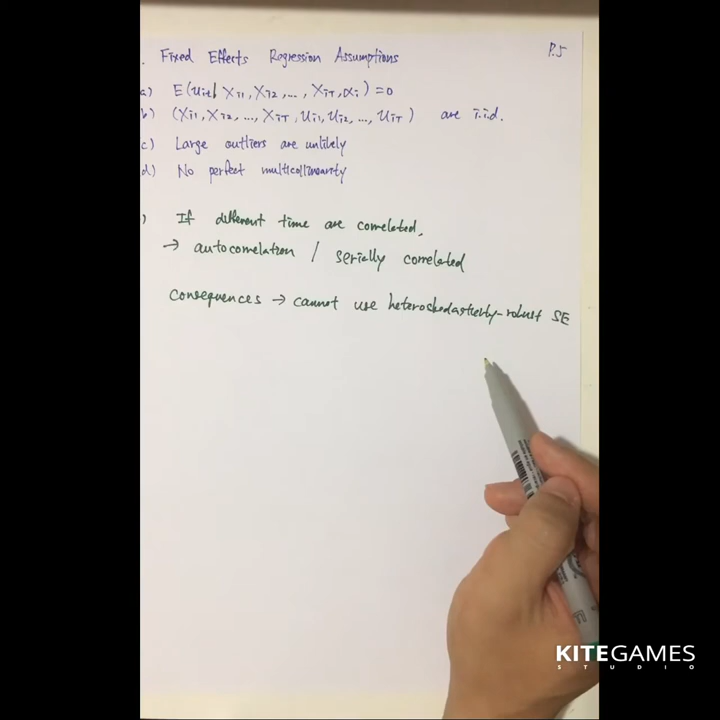 . Fixed Effects Regression Assumptions
P.5
a) E(uit| Xi1, Xi2, ..., XiT, αi) = 0
b) (Xi1, Xi2, ..., XiT, ui1, ui2, ..., uiT) are i.i.d.
c) Large outliers are unlikely
d) No perfect multicollinearity
) If different time are correlated,
→ autocorrelation / serially correlated
Consequences → cannot use heteroskedasticity-robust SE
KITEGAMES
STUDIO